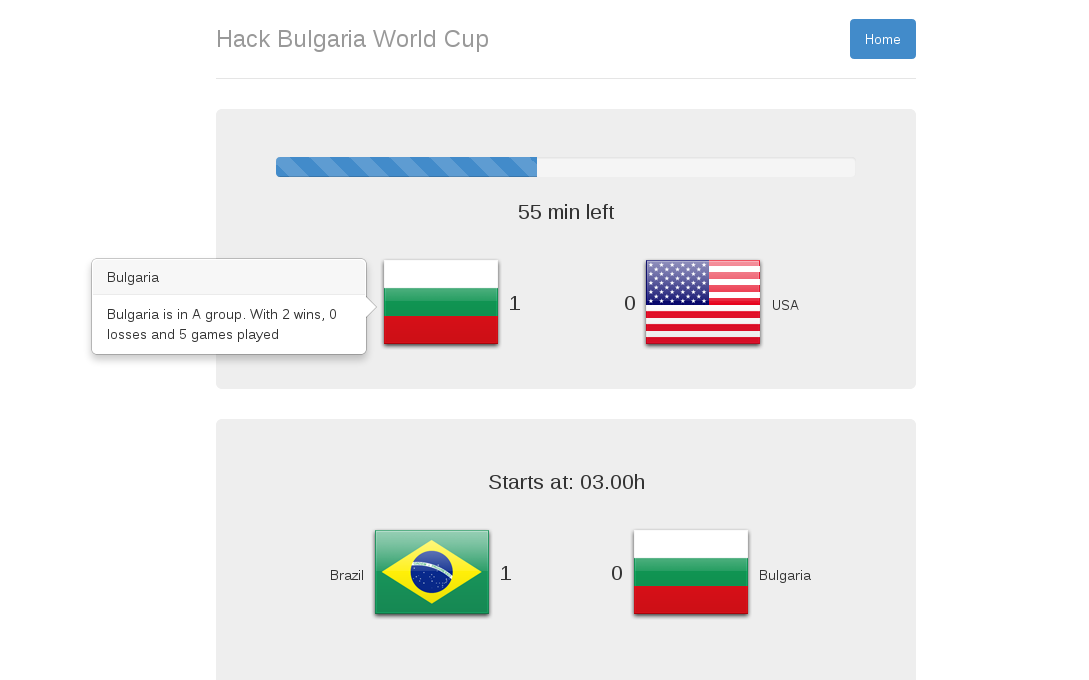 Hack Bulgaria World Cup
Home
55 min left
Bulgaria
Bulgaria is in A group. With 2 wins, 0
losses and 5 games played
1
0
USA
Starts at: 03.00h
Brazil
1
0
Bulgaria